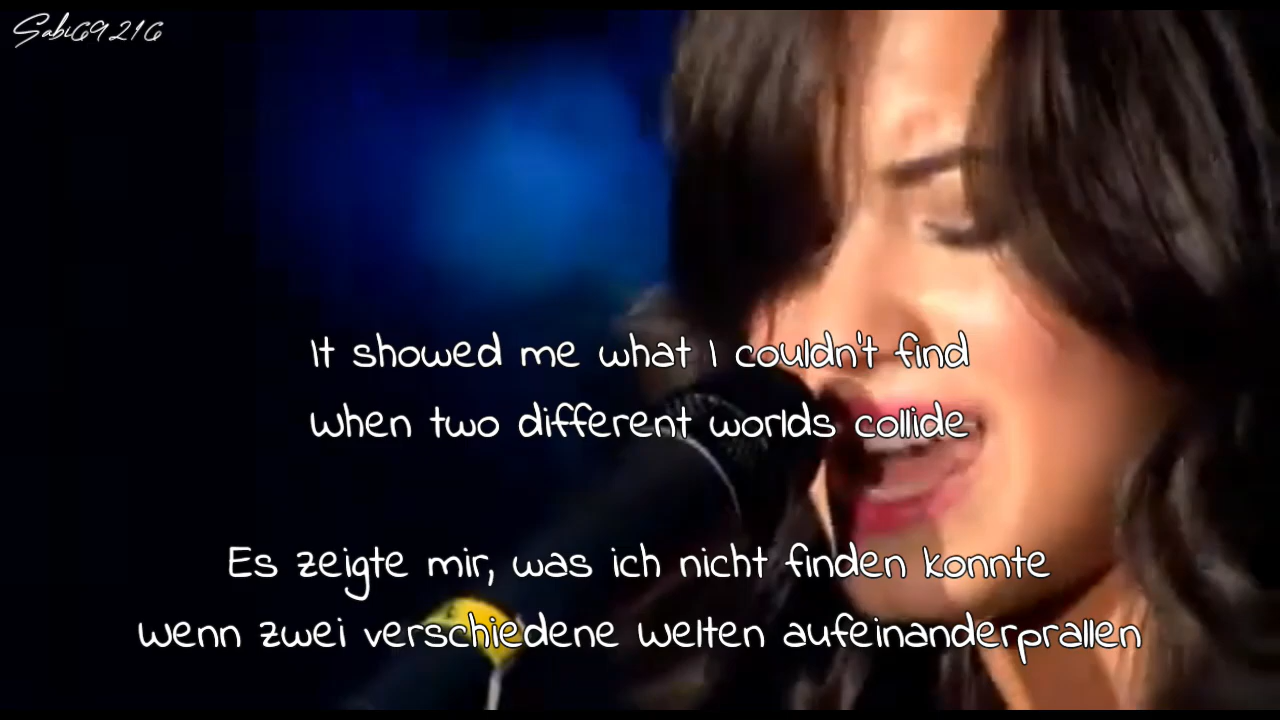 Sabi69216
It showed me what I couldn't find
When two different worlds collide
Es zeigte mir, was ich nicht finden konnte
Wenn zwei verschiedene Welten aufeinanderprallen